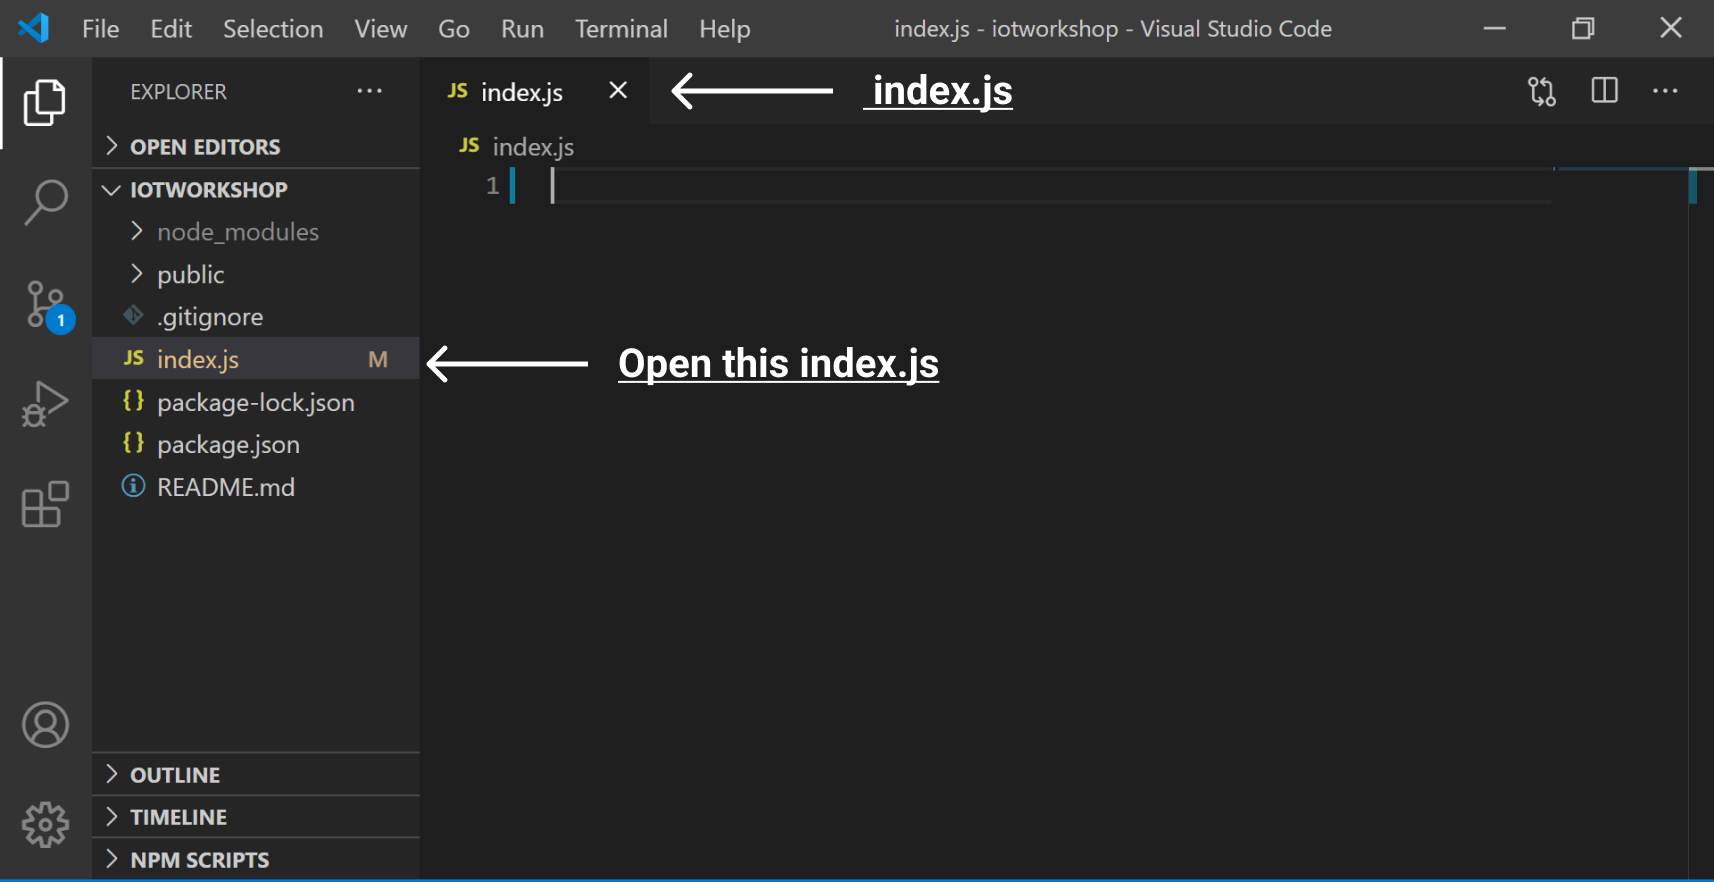 File Edit Selection View Go Run Terminal Help index.js - iotworkshop - Visual Studio Code
EXPLORER
OPEN EDITORS
IOTWORKSHOP
node_modules
public
.gitignore
JS index.js M
{} package-lock.json
{} package.json
README.md
1
OUTLINE
TIMELINE
NPM SCRIPTS
JS index.js
index.js
JS index.js
1
Open this index.js